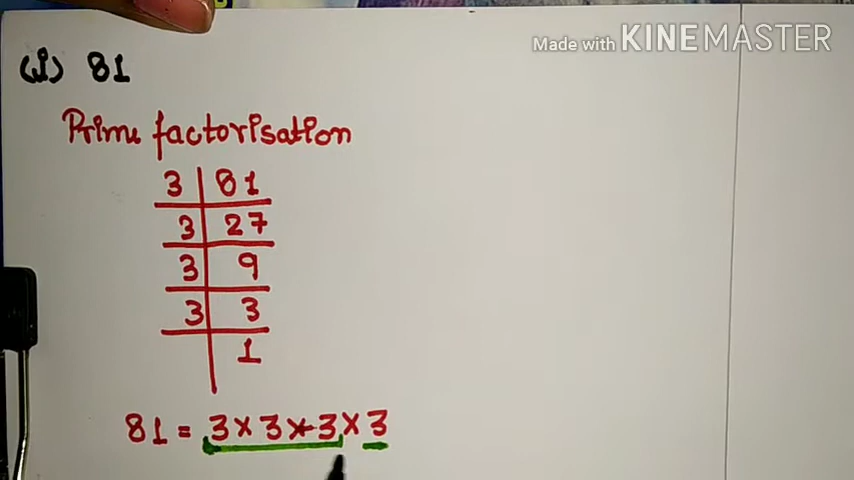 Made with KINEMASTER
(i) 81
Prime factorisation
3 | 81
3 | 27
3 | 9
3 | 3
1
81 = 3 × 3 × 3 × 3